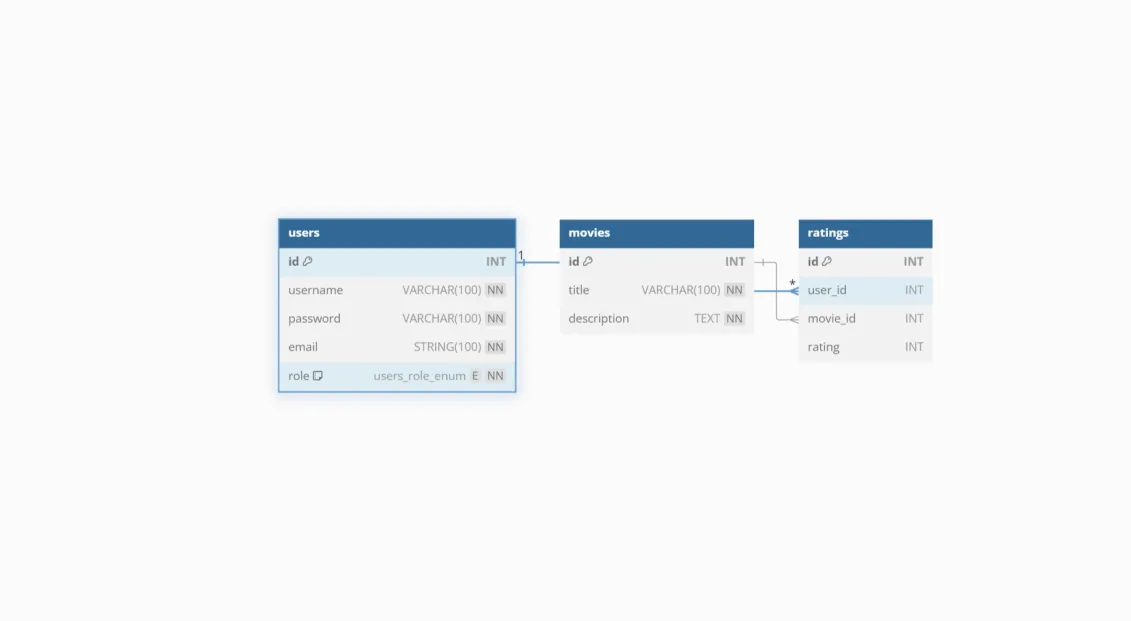 users
id INT
username VARCHAR(100) NN
password VARCHAR(100) NN
email STRING(100) NN
role users_role_enum E NN
1
movies
id INT
title VARCHAR(100) NN
description TEXT NN
*
ratings
id INT
user_id INT
movie_id INT
rating INT